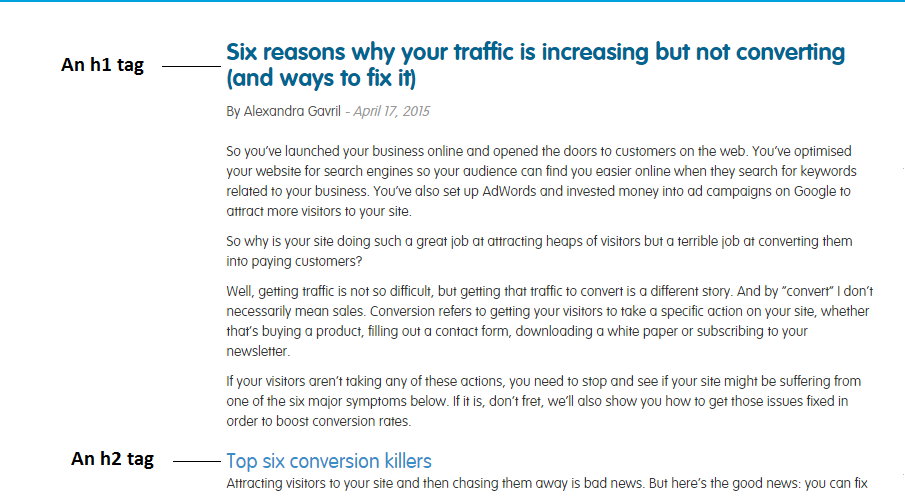 An h1 tag
Six reasons why your traffic is increasing but not converting
(and ways to fix it)
By Alexandra Gavril - April 17, 2015
So you've launched your business online and opened the doors to customers on the web. You've optimised
your website for search engines so your audience can find you easier online when they search for keywords
related to your business. You've also set up AdWords and invested money into ad campaigns on Google to
attract more visitors to your site.
So why is your site doing such a great job at attracting heaps of visitors but a terrible job at converting them
into paying customers?
Well, getting traffic is not so difficult, but getting that traffic to convert is a different story. And by "convert" I don't
necessarily mean sales. Conversion refers to getting your visitors to take a specific action on your site, whether
that's buying a product, filling out a contact form, downloading a white paper or subscribing to your
newsletter.
If your visitors aren't taking any of these actions, you need to stop and see if your site might be suffering from
one of the six major symptoms below. If it is, don't fret, we'll also show you how to get those issues fixed in
order to boost conversion rates.
An h2 tag
Top six conversion killers
Attracting visitors to your site and then chasing them away is bad news. But here's the good news: you can fix